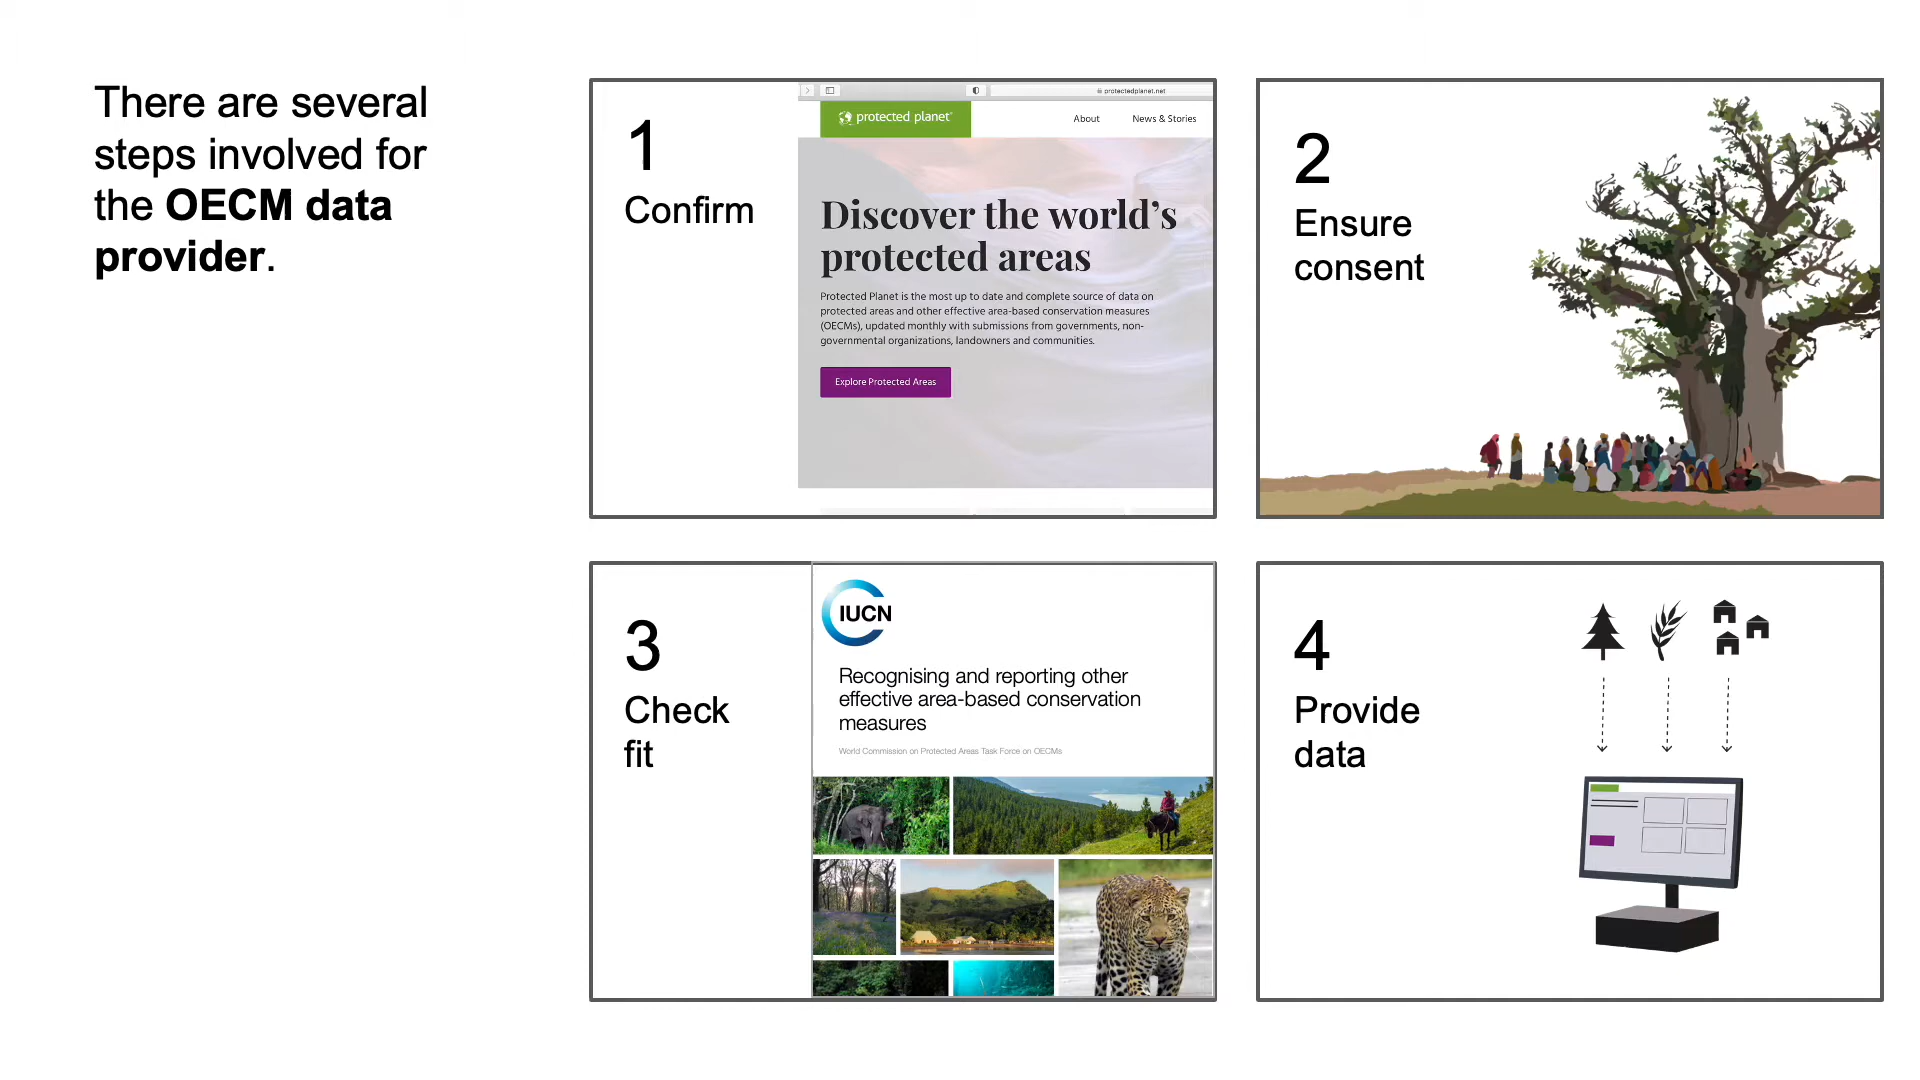 There are several
steps involved for
the OECM data
provider.
1
Confirm
protectedplanet.net
protected planet
About
News & Stories
Discover the world's
protected areas
Protected Planet is the most up to date and complete source of data on
protected areas and other effective area-based conservation measures
(OECMs), updated monthly with submissions from governments, non-
governmental organizations, landowners and communities.
Explore Protected Areas
2
Ensure
consent
3
Check
fit
IUCN
Recognising and reporting other
effective area-based conservation
measures
World Commission on Protected Areas Task Force on OECMs
4
Provide
data